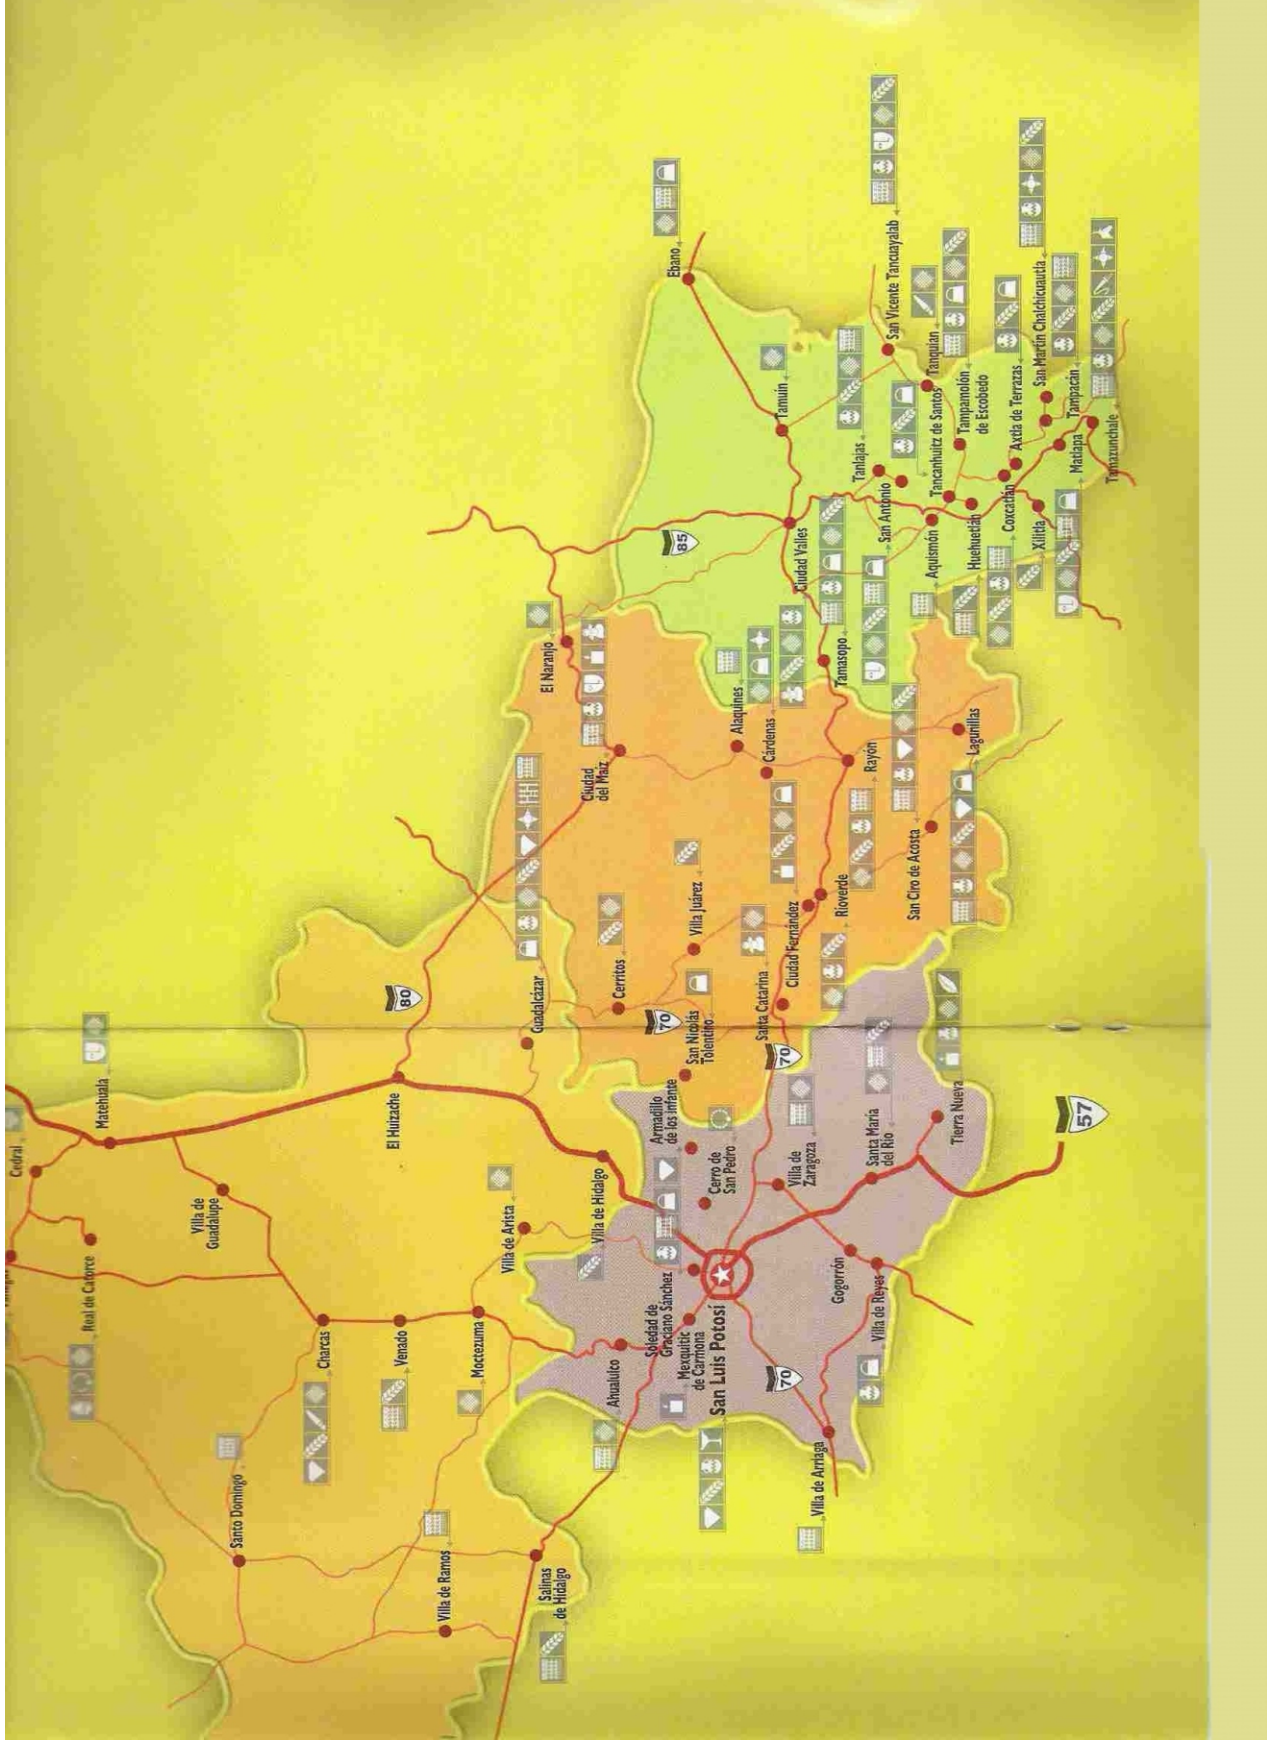 Cedral
Matehuala
Real de Catorce
Villa de
Guadalupe
Charcas
Venado
Santo Domingo
Moctezuma
Villa de Ramos
Salinas
de Hidalgo
El Huizache
80
Guadalcázar
Villa de Arista
Villa de Hidalgo
Ahualulco
Soledad de
Graciano Sánchez
Mexquitic
de Carmona
San Luis Potosí
Armadillo
de los Infante
Cerro de
San Pedro
Villa de
Zaragoza
Santa María
del Río
Tierra Nueva
57
Gogorrón
Villa de Reyes
70
Villa de Arriaga
El Naranjo
Ciudad
del Maíz
Alaquines
Cárdenas
Rayón
Lagunillas
Cerritos
Villa Juárez
70
San Nicolás
Tolentino
Santa Catarina
Ciudad Fernández
Rioverde
San Ciro de Acosta
70
Ebano
85
Tamuín
Ciudad Valles
Tamasopo
San Vicente Tancuayalab
Tanquian
Tanlajas
San Antonio
Tancanhuitz de Santos
Tampamolón
de Escobedo
Aquismón
Huehuetlán
Coxcatlán
Axtla de Terrazas
San Martín Chalchicuautla
Xilitla
Matlapa
Tampacán
Tamazunchale